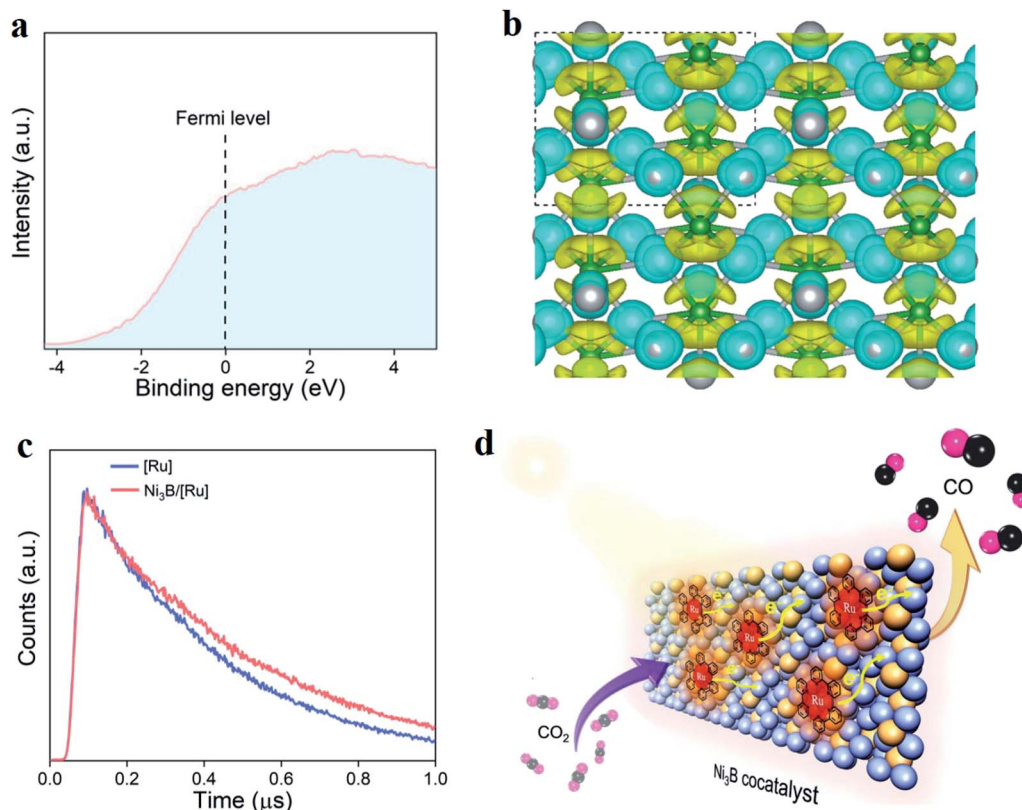 a
Fermi level
Intensity (a.u.)
-4 -2 0 2 4
Binding energy (eV)
b
c
[Ru]
Ni₃B/[Ru]
Counts (a.u.)
0.0 0.2 0.4 0.6 0.8 1.0
Time (μs)
d
CO
e⁻
e⁻
e⁻
e⁻
e⁻
Ru
Ru
Ru
Ru
Ru
CO₂
Ni₃B cocatalyst